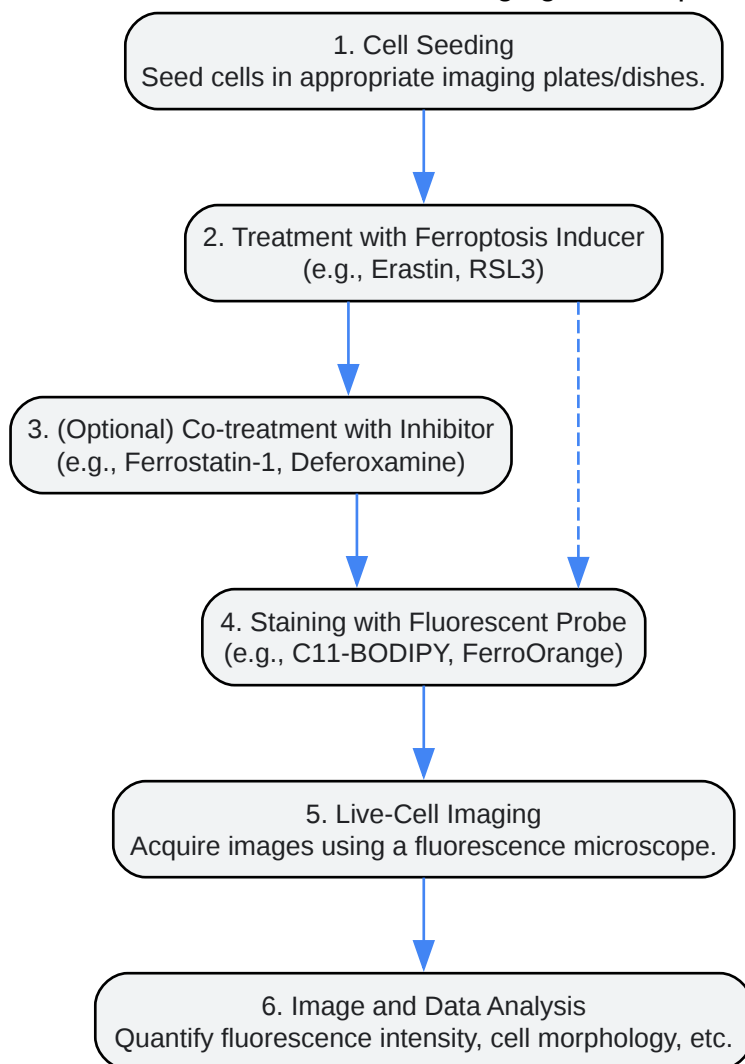 1. Cell Seeding
Seed cells in appropriate imaging plates/dishes.
2. Treatment with Ferroptosis Inducer
(e.g., Erastin, RSL3)
3. (Optional) Co-treatment with Inhibitor
(e.g., Ferrostatin-1, Deferoxamine)
4. Staining with Fluorescent Probe
(e.g., C11-BODIPY, FerroOrange)
5. Live-Cell Imaging
Acquire images using a fluorescence microscope.
6. Image and Data Analysis
Quantify fluorescence intensity, cell morphology, etc.